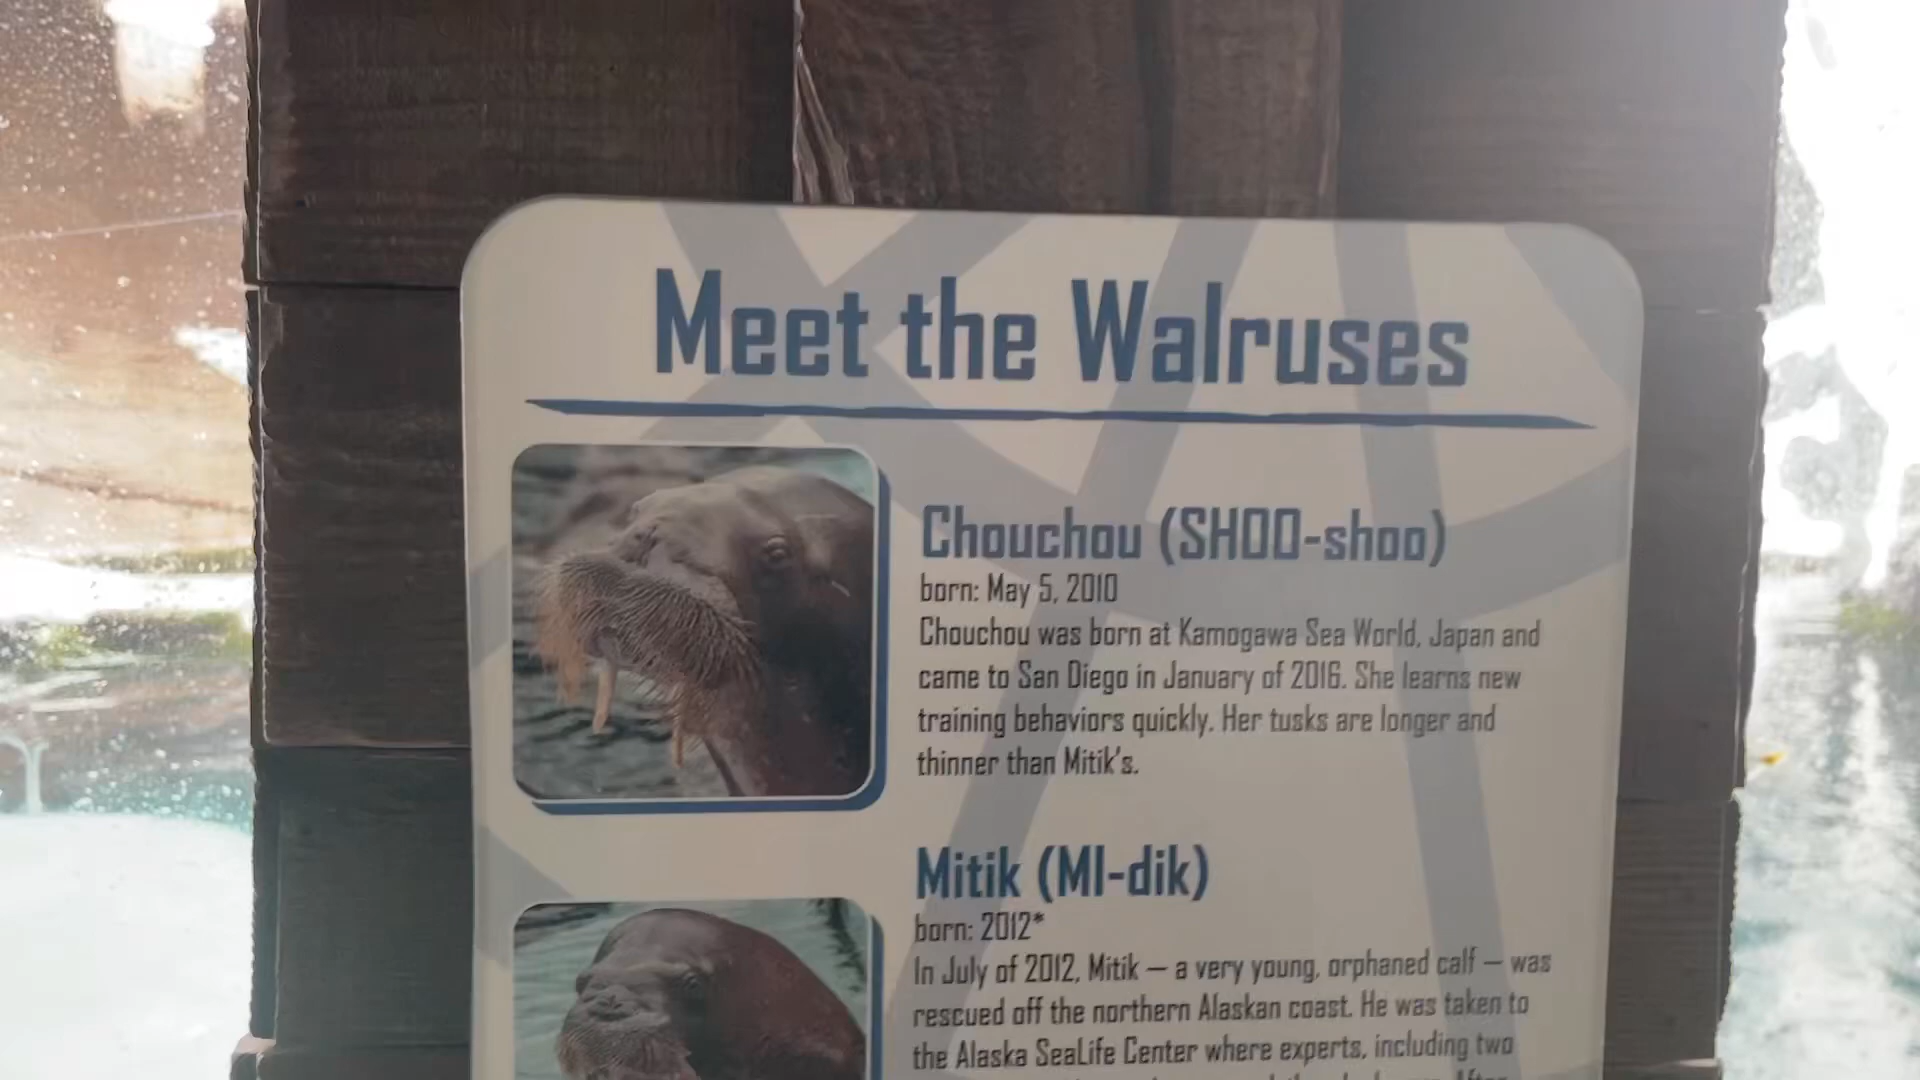 Meet the Walruses
Chouchou (SHOO-shoo)
born: May 5, 2010
Chouchou was born at Kamogawa Sea World, Japan and
came to San Diego in January of 2016. She learns new
training behaviors quickly. Her tusks are longer and
thinner than Mitik's.
Mitik (MI-dik)
born: 2012*
In July of 2012, Mitik — a very young, orphaned calf — was
rescued off the northern Alaskan coast. He was taken to
the Alaska SeaLife Center where experts, including two